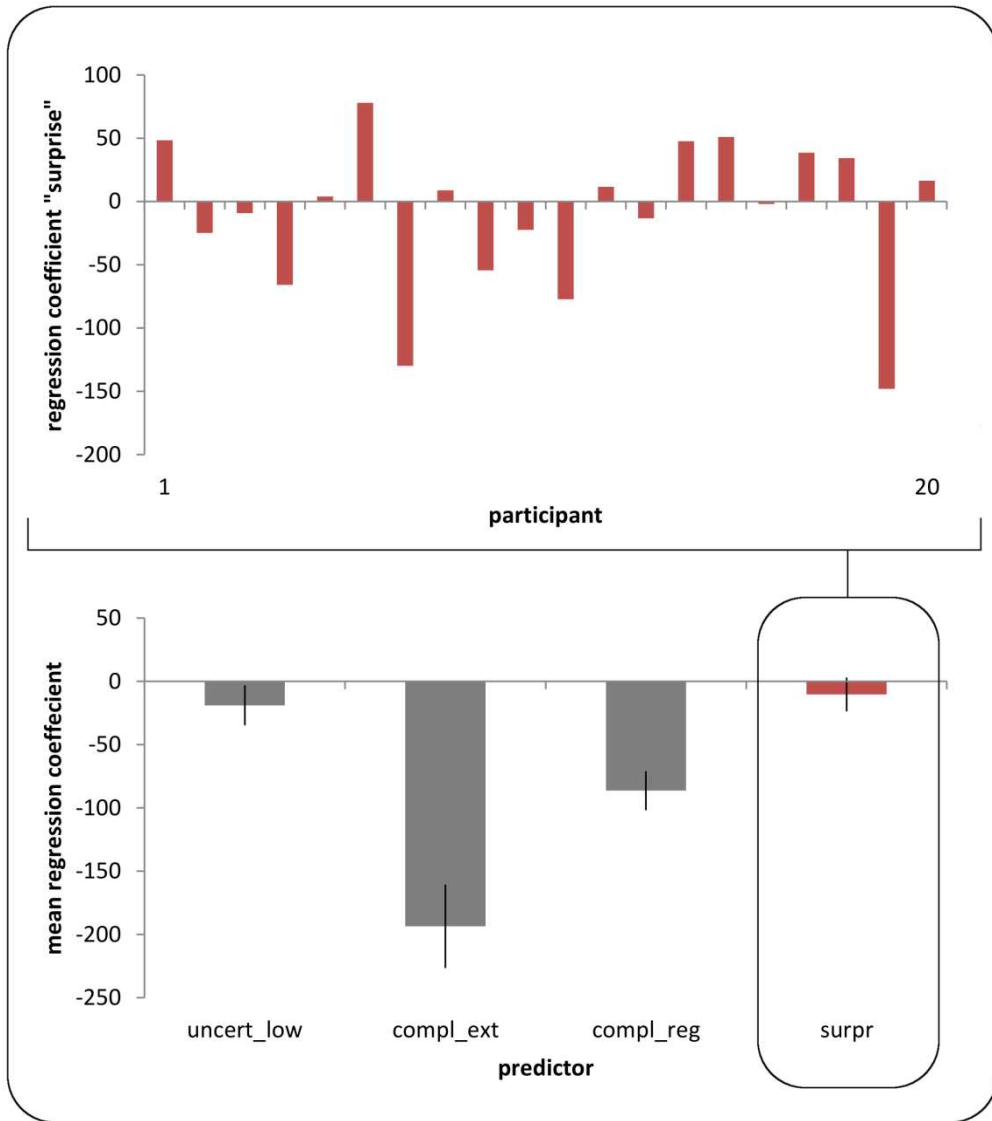 regression coefficient "surprise"
100
50
0
-50
-100
-150
-200
1
20
participant
mean regression coeffecient
50
0
-50
-100
-150
-200
-250
uncert_low
compl_ext
compl_reg
surpr
predictor